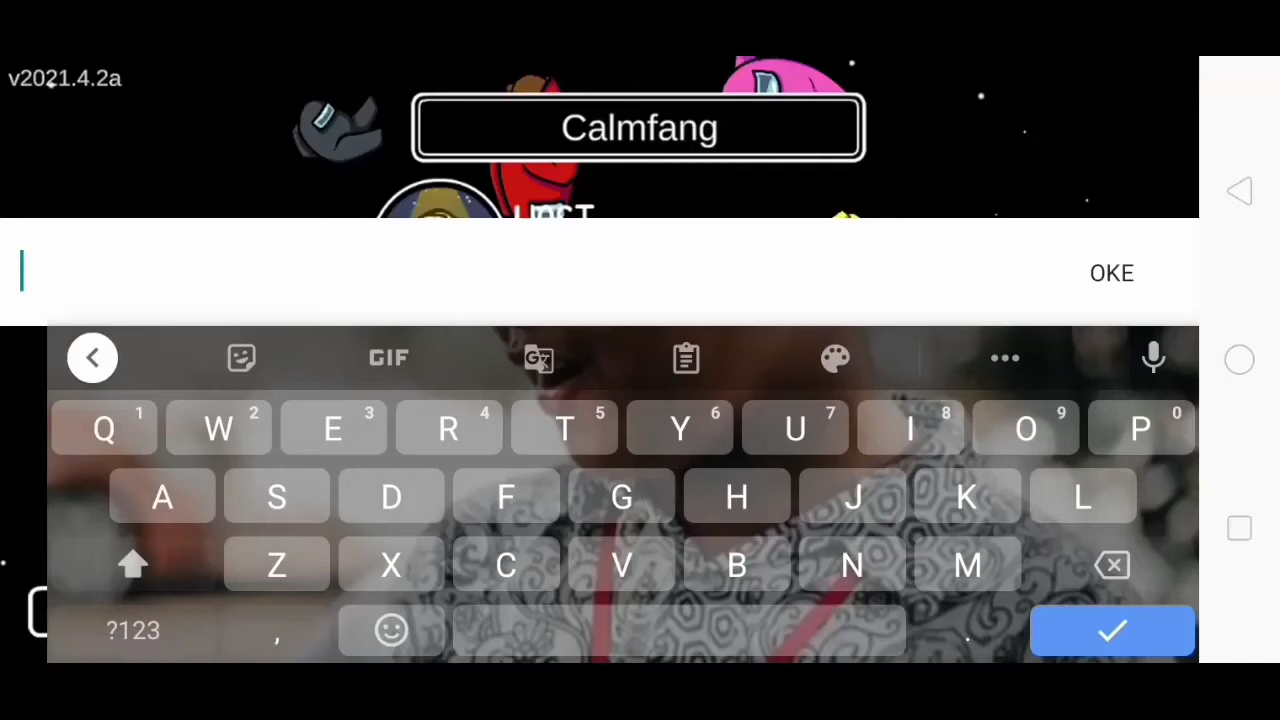 v2021.4.2a
Calmfang
OKE
GIF
Q 1 W 2 E 3 R 4 T 5 Y 6 U 7 I 8 O 9 P 0
A S D F G H J K L
Z X C V B N M
?123 , .